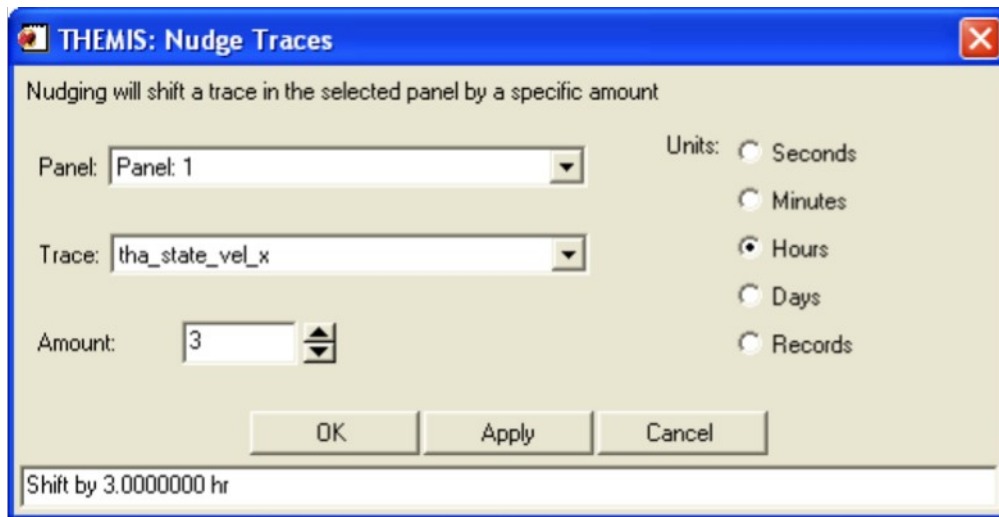 THEMIS: Nudge Traces
Nudging will shift a trace in the selected panel by a specific amount
Panel: Panel: 1
Units: Seconds
Minutes
Trace: tha_state_vel_x
Hours
Days
Amount: 3
Records
OK Apply Cancel
Shift by 3.0000000 hr